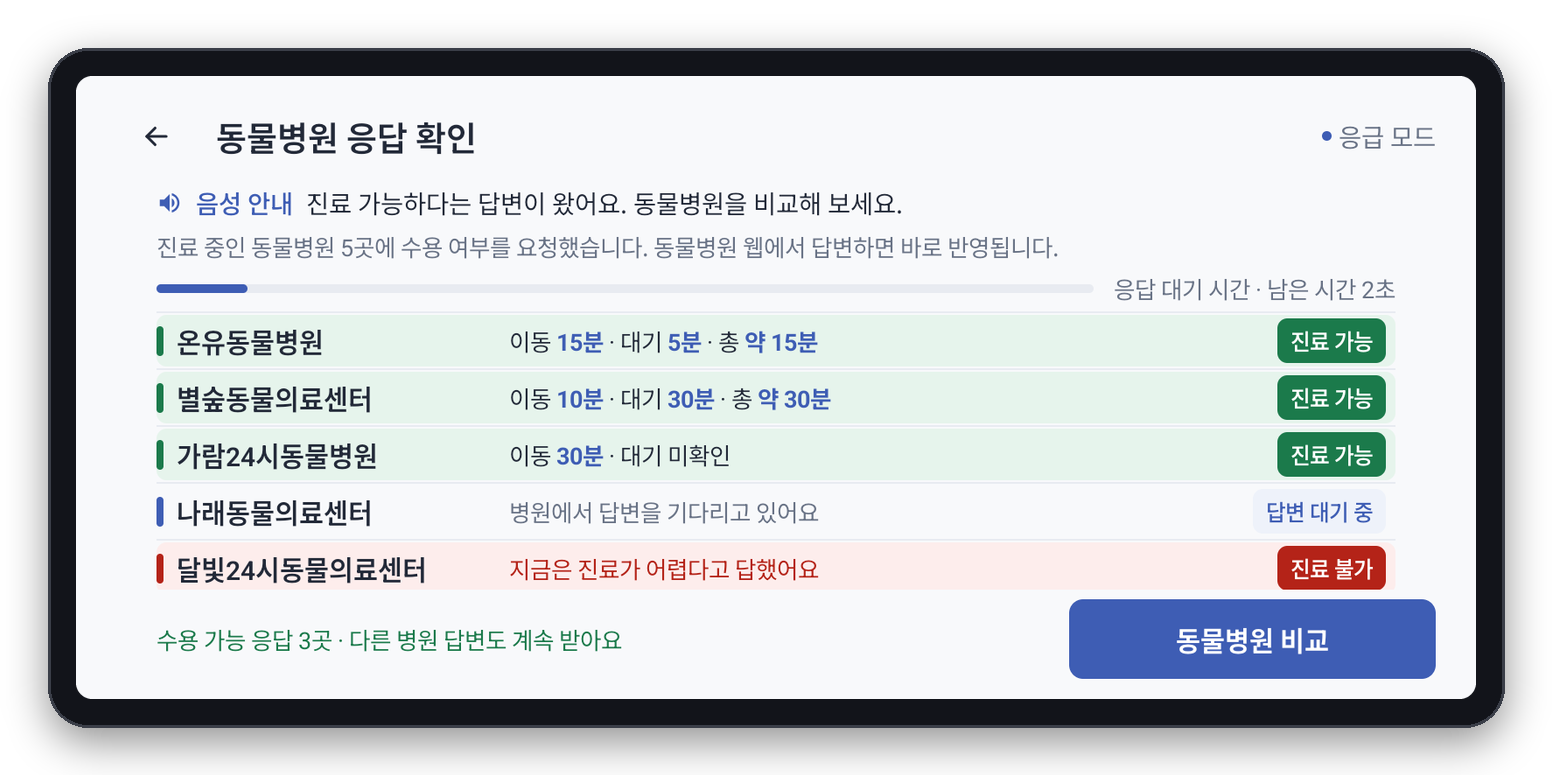 동물병원 응답 확인
응급 모드
음성 안내 진료 가능하다는 답변이 왔어요. 동물병원을 비교해 보세요.
진료 중인 동물병원 5곳에 수용 여부를 요청했습니다. 동물병원 웹에서 답변하면 바로 반영됩니다.
응답 대기 시간 · 남은 시간 2초
온유동물병원 이동 15분 · 대기 5분 · 총 약 15분 진료 가능
별숲동물의료센터 이동 10분 · 대기 30분 · 총 약 30분 진료 가능
가람24시동물병원 이동 30분 · 대기 미확인 진료 가능
나래동물의료센터 병원에서 답변을 기다리고 있어요 답변 대기 중
달빛24시동물의료센터 지금은 진료가 어렵다고 답했어요 진료 불가
수용 가능 응답 3곳 · 다른 병원 답변도 계속 받아요
동물병원 비교